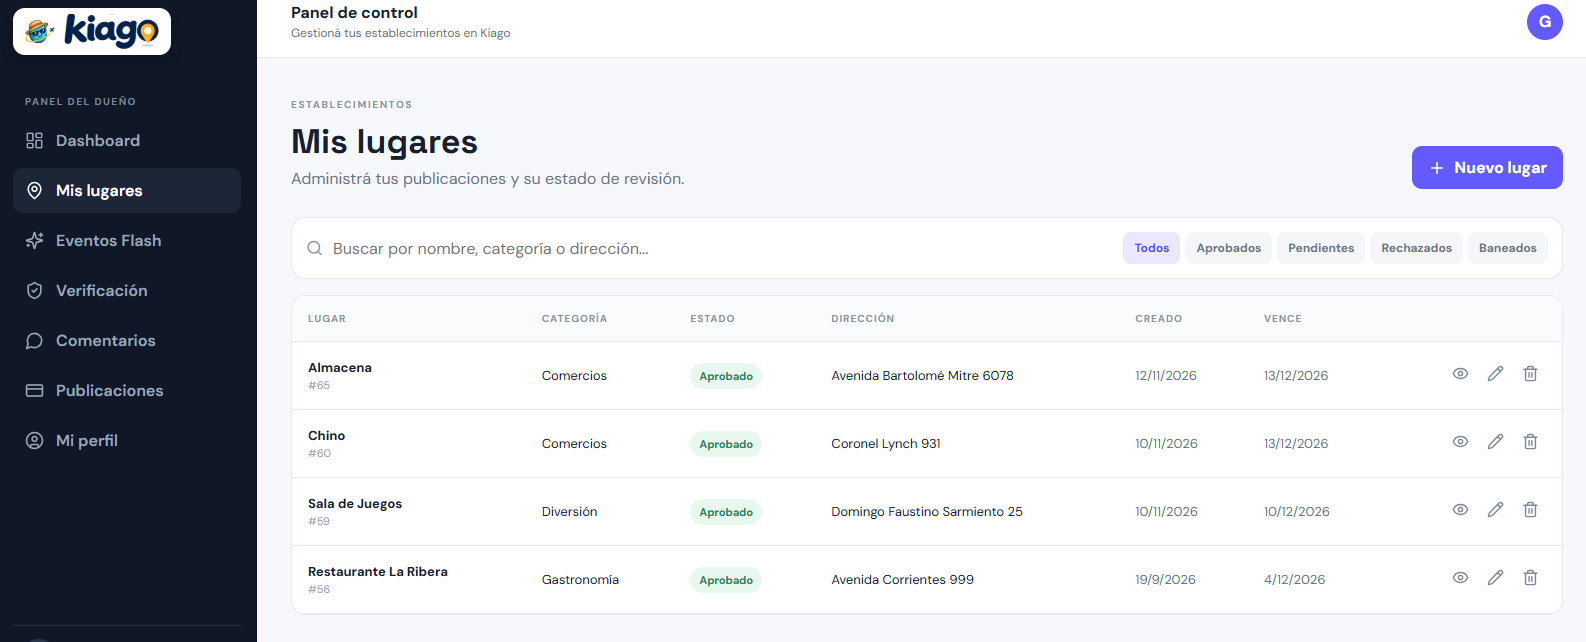 kiago
Panel de control
Gestioná tus establecimientos en Kiago
G
PANEL DEL DUEÑO
Dashboard
Mis lugares
Eventos Flash
Verificación
Comentarios
Publicaciones
Mi perfil
ESTABLECIMIENTOS
Mis lugares
Administrá tus publicaciones y su estado de revisión.
+ Nuevo lugar
Buscar por nombre, categoría o dirección...
Todos Aprobados Pendientes Rechazados Baneados
LUGAR CATEGORÍA ESTADO DIRECCIÓN CREADO VENCE
Almacena
#65
Comercios Aprobado Avenida Bartolomé Mitre 6078 12/11/2026 13/12/2026
Chino
#60
Comercios Aprobado Coronel Lynch 931 10/11/2026 13/12/2026
Sala de Juegos
#59
Diversión Aprobado Domingo Faustino Sarmiento 25 10/11/2026 10/12/2026
Restaurante La Ribera
#56
Gastronomía Aprobado Avenida Corrientes 999 19/9/2026 4/12/2026